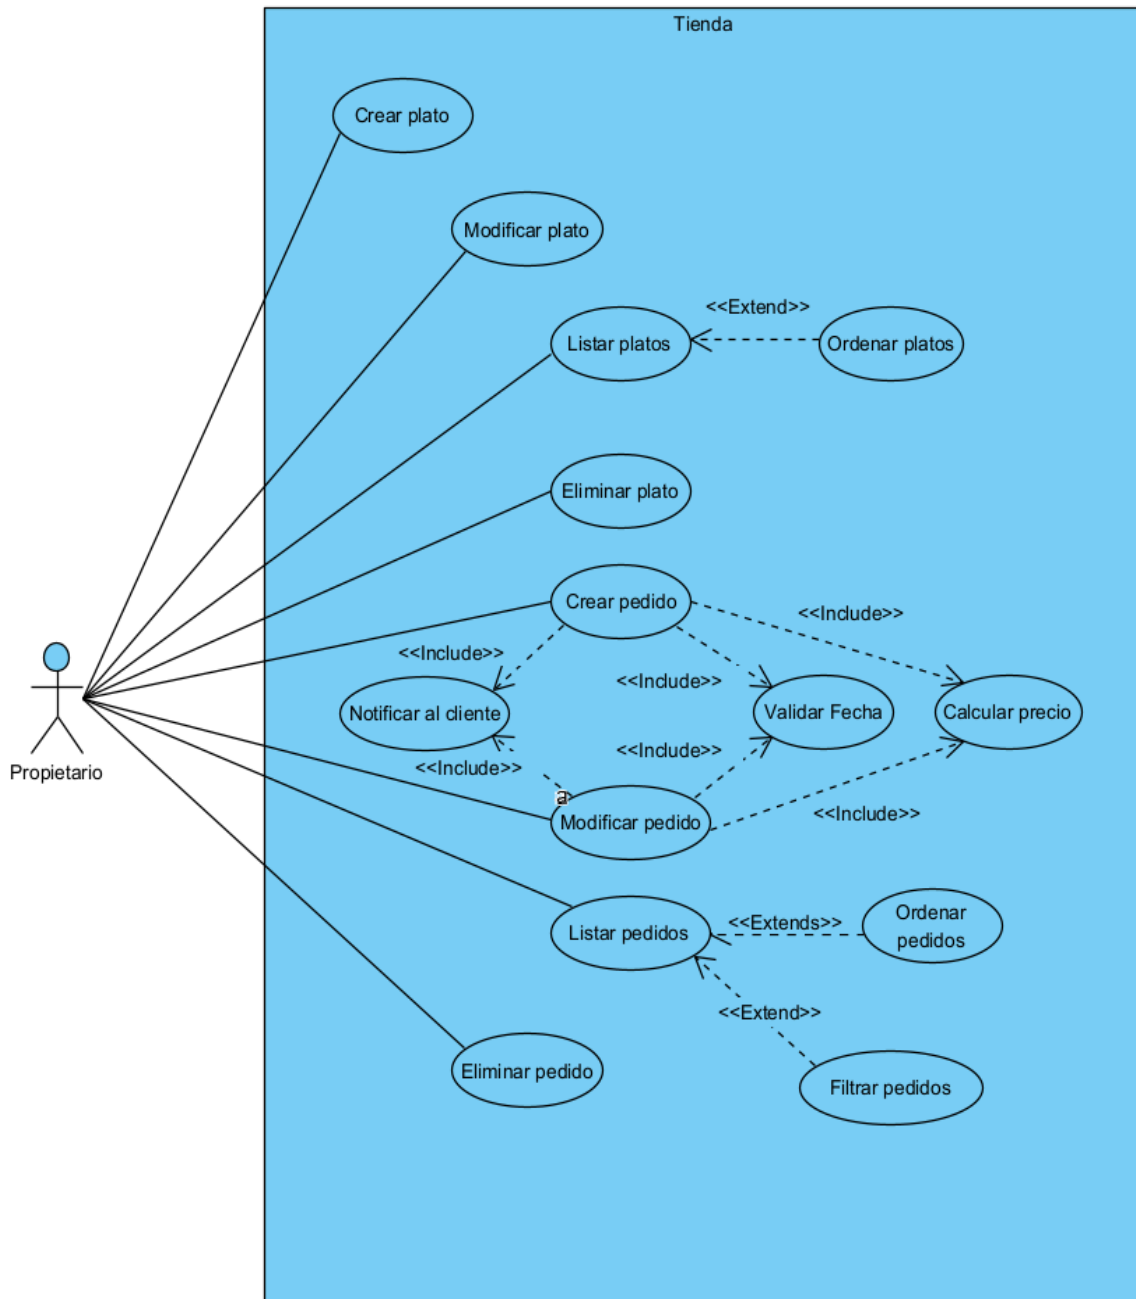 Tienda
Crear plato
Modificar plato
<<Extend>>
Listar platos
Ordenar platos
Eliminar plato
Crear pedido
<<Include>>
<<Include>>
<<Include>>
Notificar al cliente
Validar Fecha
Calcular precio
<<Include>>
<<Include>>
Propietario
a
<<Include>>
Modificar pedido
Ordenar
pedidos
<<Extends>>
Listar pedidos
<<Extend>>
Eliminar pedido
Filtrar pedidos